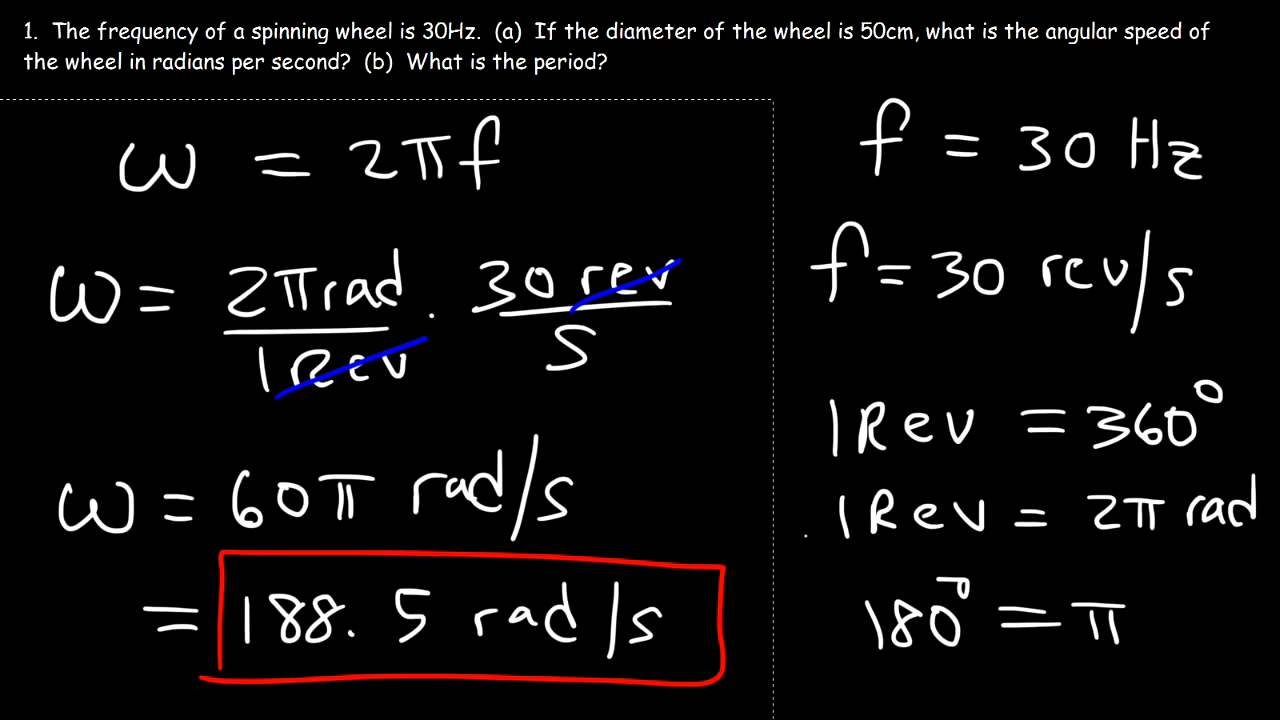 1. The frequency of a spinning wheel is 30Hz. (a) If the diameter of the wheel is 50cm, what is the angular speed of
the wheel in radians per second? (b) What is the period?
ω = 2πf
ω = 2πrad/1Rev · 30 rev/s
ω = 60π rad/s
= 188.5 rad/s
f = 30 Hz
f = 30 rev/s
1Rev = 360°
1Rev = 2π rad
180° = π